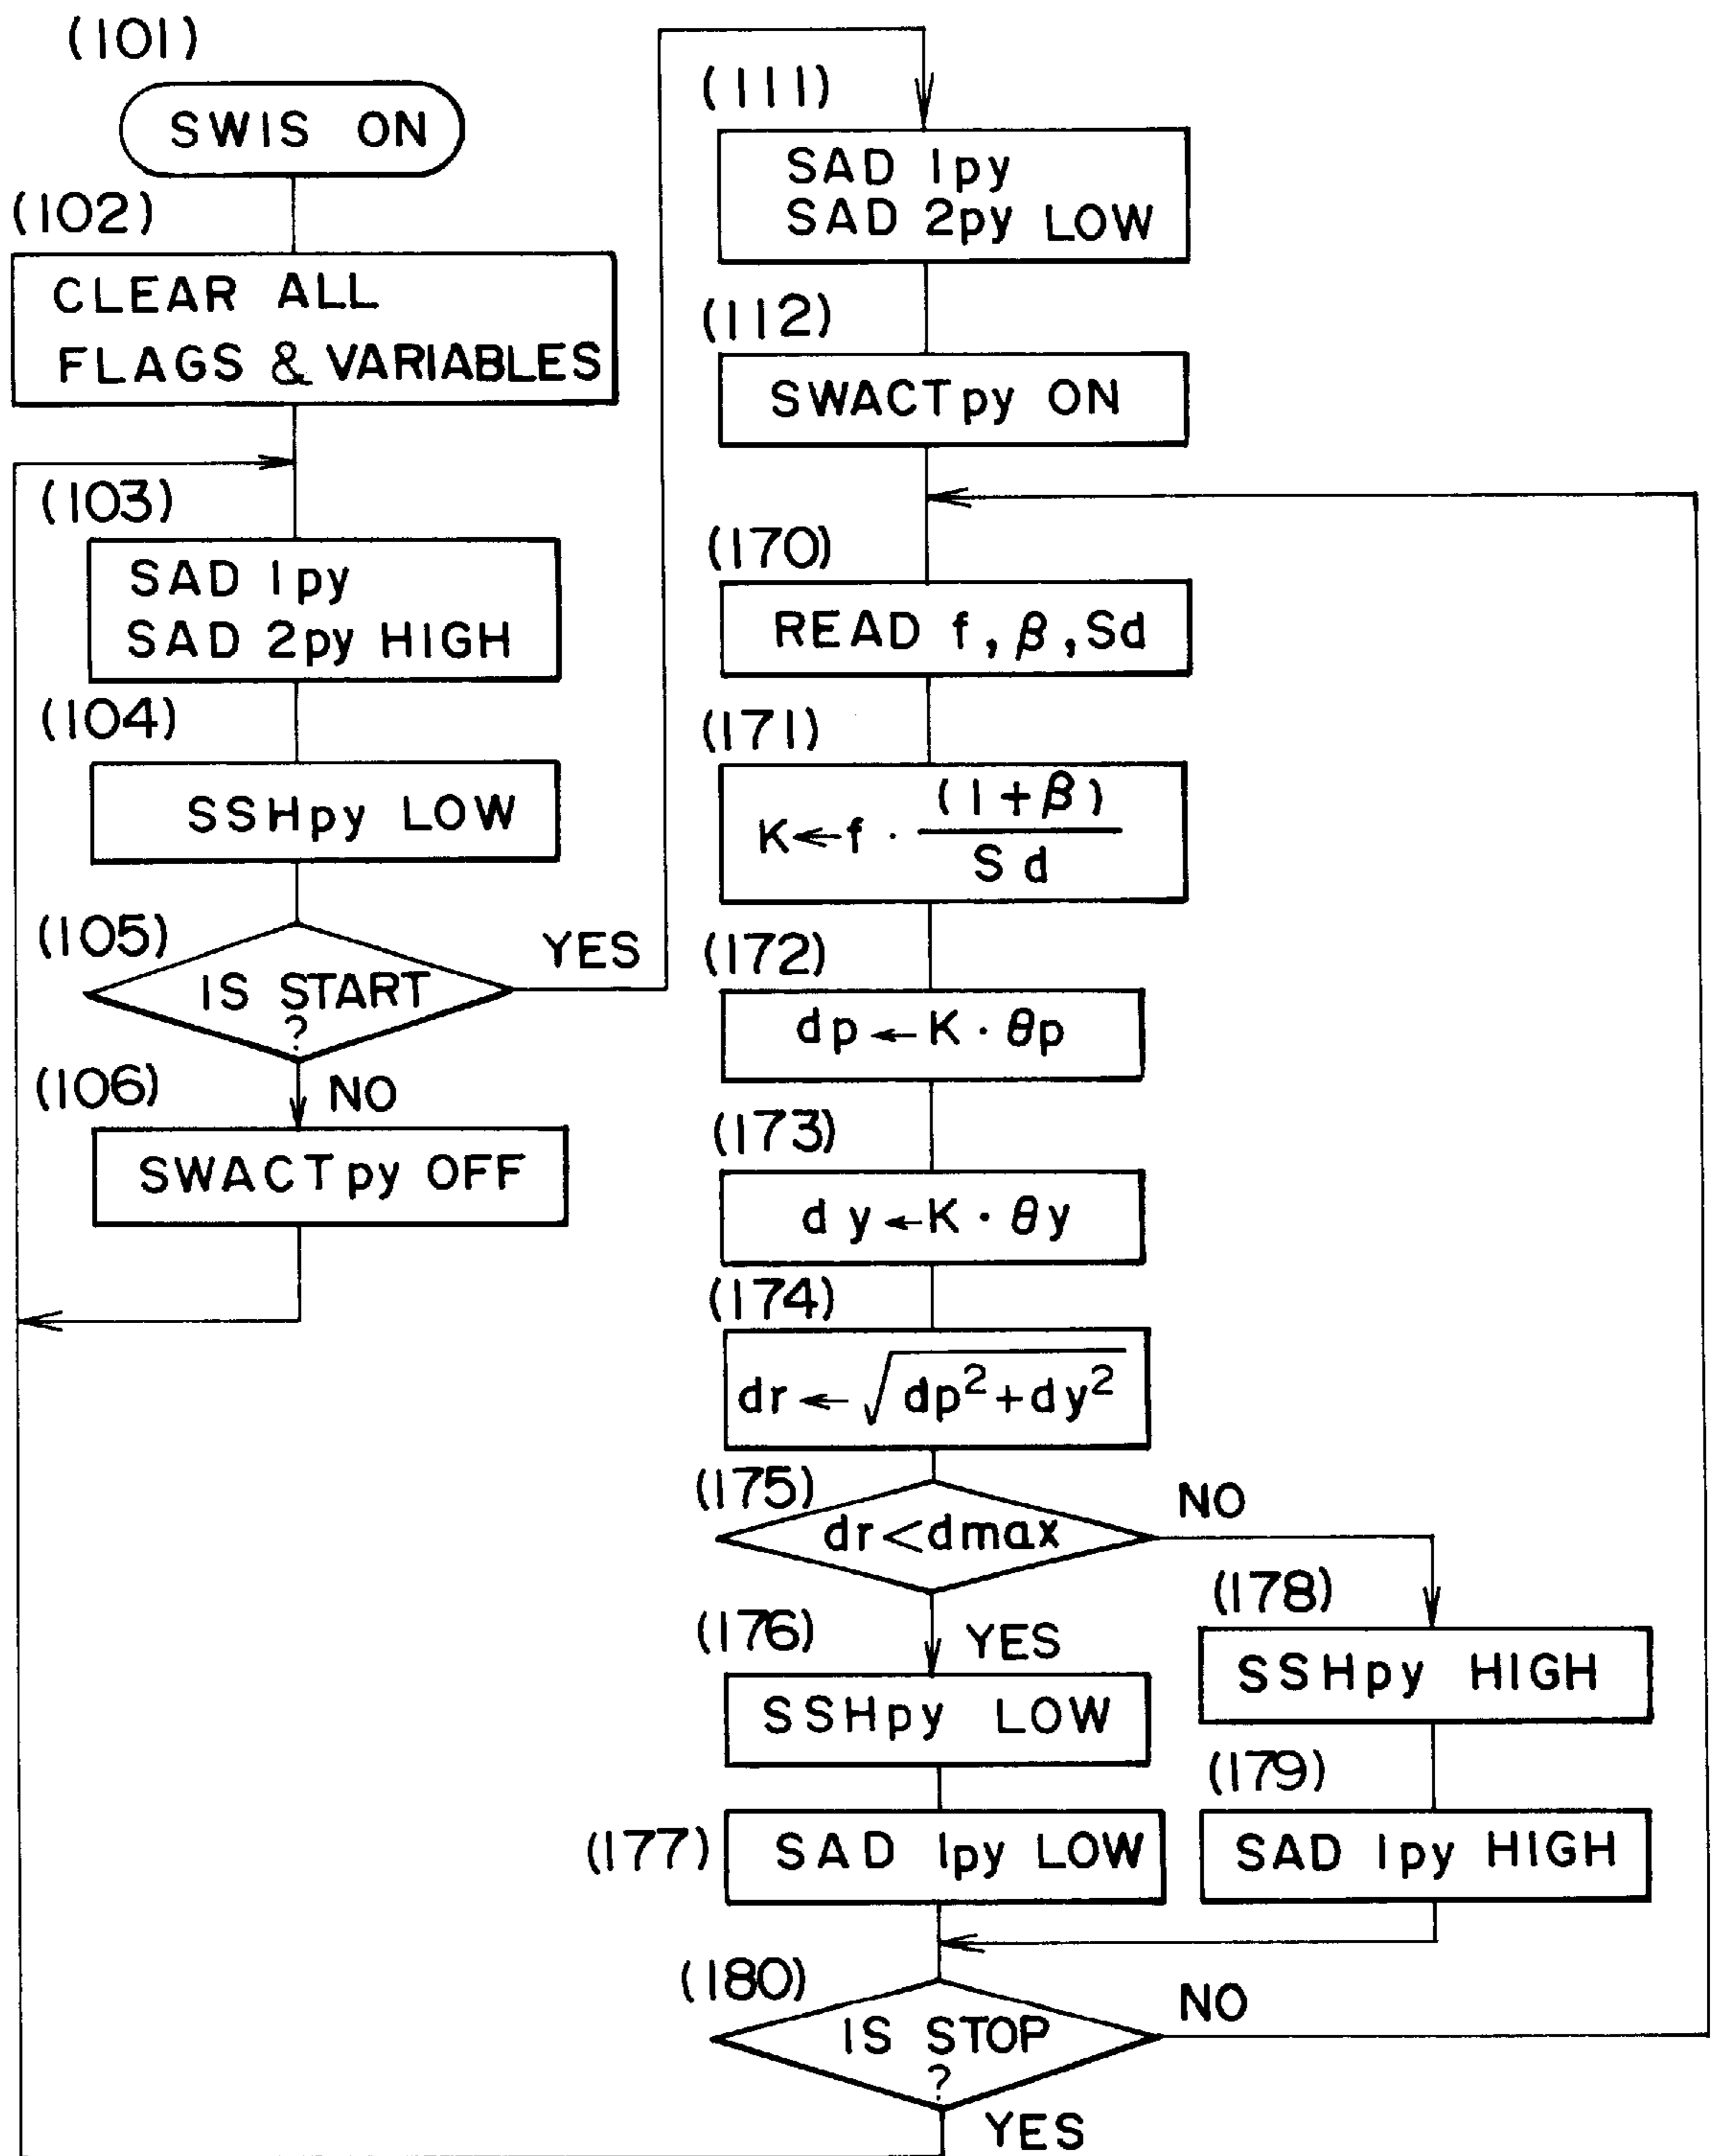 (101)
SWIS ON
(102)
CLEAR ALL
FLAGS & VARIABLES
(103)
SAD 1py
SAD 2py HIGH
(104)
SSHpy LOW
(105)
IS START
?
YES
NO
(106)
SWACTpy OFF
(111)
SAD 1py
SAD 2py LOW
(112)
SWACTpy ON
(170)
READ f, β, Sd
(171)
K←f · (1+β)
Sd
(172)
dp←K · θp
(173)
dy←K · θy
(174)
dr←√dp²+dy²
(175)
dr<dmax
NO
YES
(176)
SSHpy LOW
(177)
SAD 1py LOW
(178)
SSHpy HIGH
(179)
SAD 1py HIGH
(180)
IS STOP
?
NO
YES